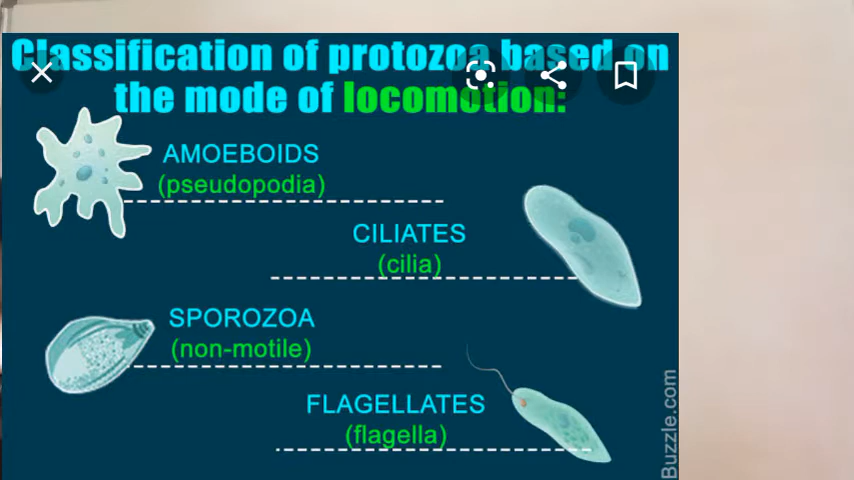 Classification of protozoa based on
the mode of locomotion:
AMOEBOIDS
(pseudopodia)
CILIATES
(cilia)
SPOROZOA
(non-motile)
FLAGELLATES
(flagella)
Buzzle.com